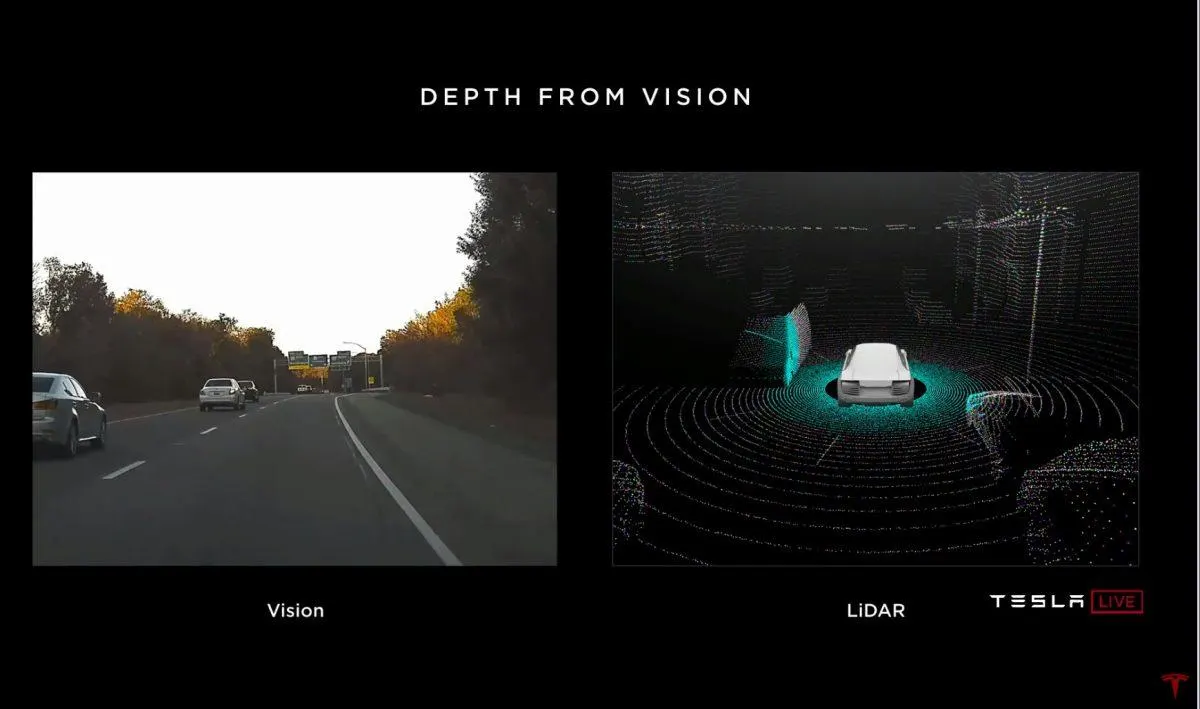 DEPTH FROM VISION
Vision
LiDAR
TESLA LIVE